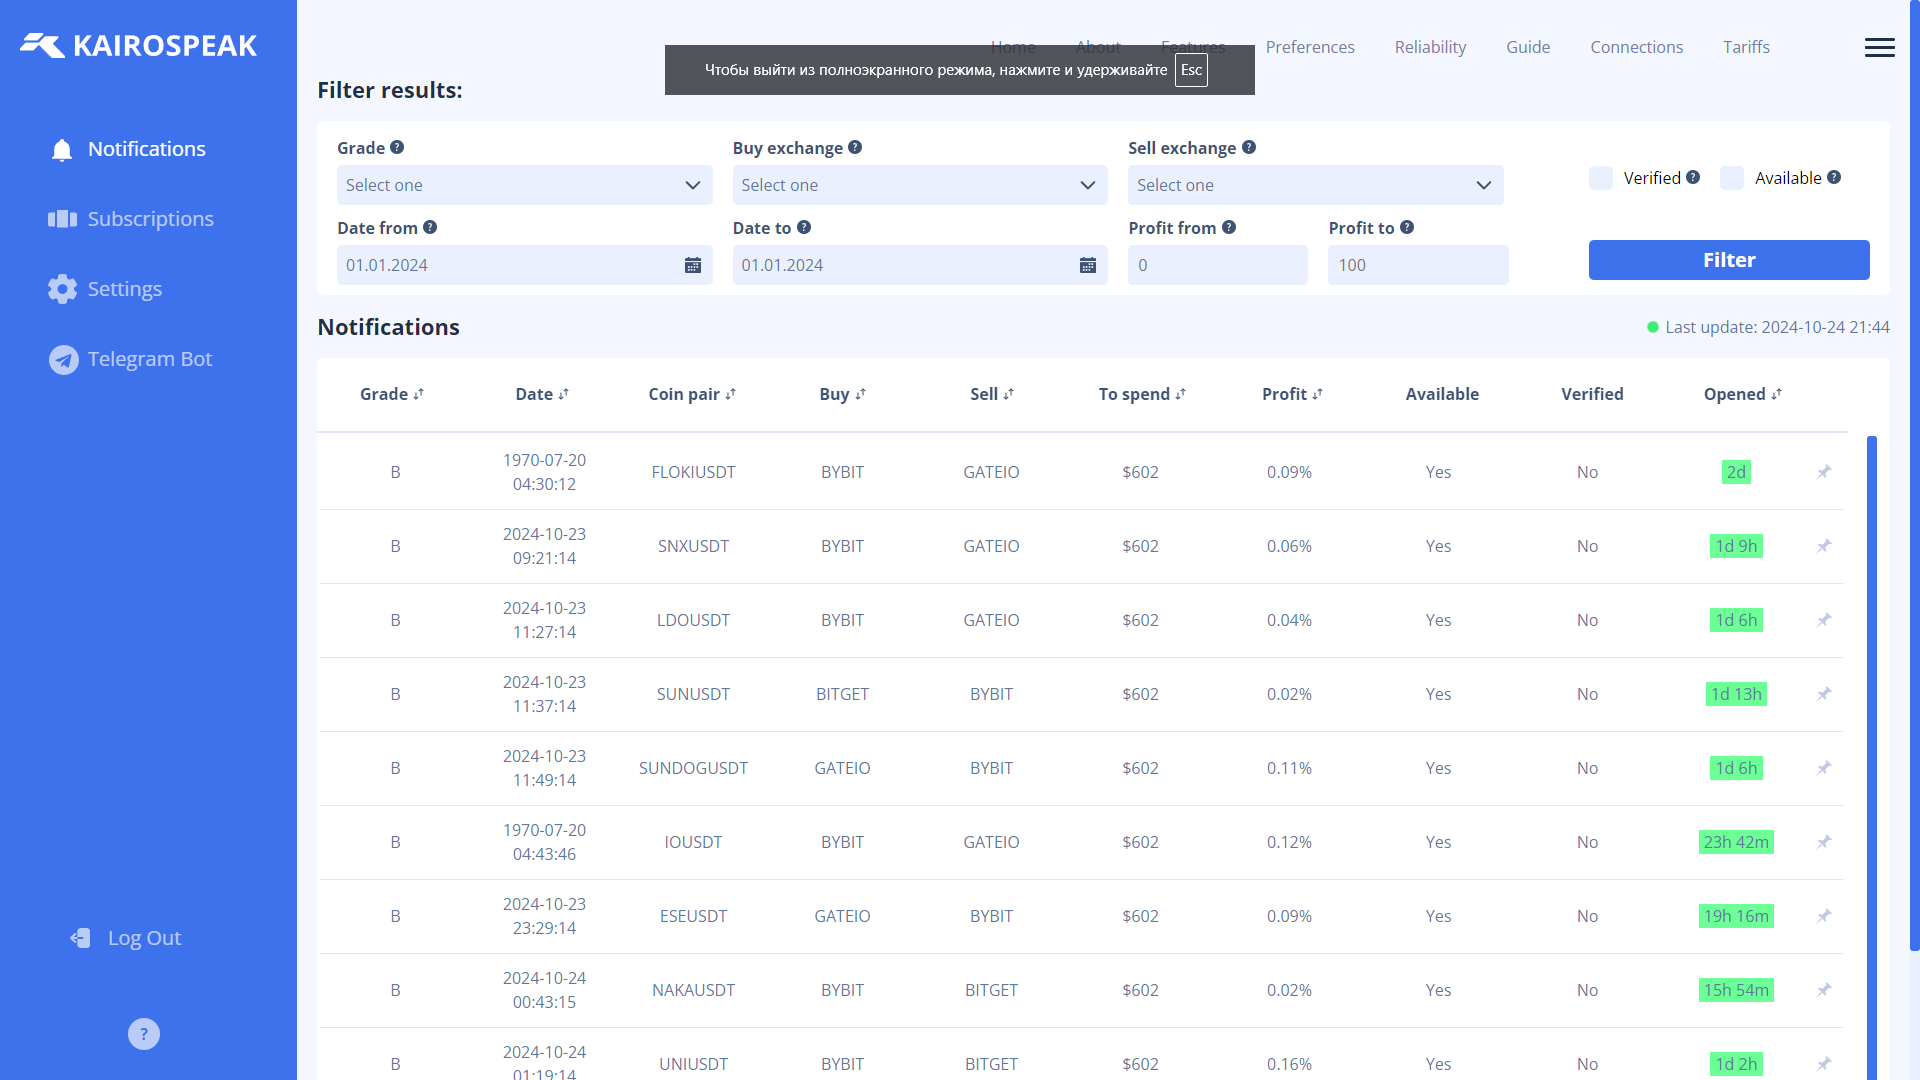 KAIROSPEAK
Home About Features Preferences Reliability Guide Connections Tariffs
Чтобы выйти из полноэкранного режима, нажмите и удерживайте Esc
Notifications
Subscriptions
Settings
Telegram Bot
Log Out
?
Filter results:
Grade ? Buy exchange ? Sell exchange ?
Select one Select one Select one Verified ? Available ?
Date from ? Date to ? Profit from ? Profit to ?
01.01.2024 01.01.2024 0 100 Filter
Notifications Last update: 2024-10-24 21:44
Grade Date Coin pair Buy Sell To spend Profit Available Verified Opened
B 1970-07-20 04:30:12 FLOKIUSDT BYBIT GATEIO $602 0.09% Yes No 2d
B 2024-10-23 09:21:14 SNXUSDT BYBIT GATEIO $602 0.06% Yes No 1d 9h
B 2024-10-23 11:27:14 LDOUSDT BYBIT GATEIO $602 0.04% Yes No 1d 6h
B 2024-10-23 11:37:14 SUNUSDT BITGET BYBIT $602 0.02% Yes No 1d 13h
B 2024-10-23 11:49:14 SUNDOGUSDT GATEIO BYBIT $602 0.11% Yes No 1d 6h
B 1970-07-20 04:43:46 IOUSDT BYBIT GATEIO $602 0.12% Yes No 23h 42m
B 2024-10-23 23:29:14 ESEUSDT GATEIO BYBIT $602 0.09% Yes No 19h 16m
B 2024-10-24 00:43:15 NAKAUSDT BYBIT BITGET $602 0.02% Yes No 15h 54m
B 2024-10-24 01:19:14 UNIUSDT BYBIT BITGET $602 0.16% Yes No 1d 2h